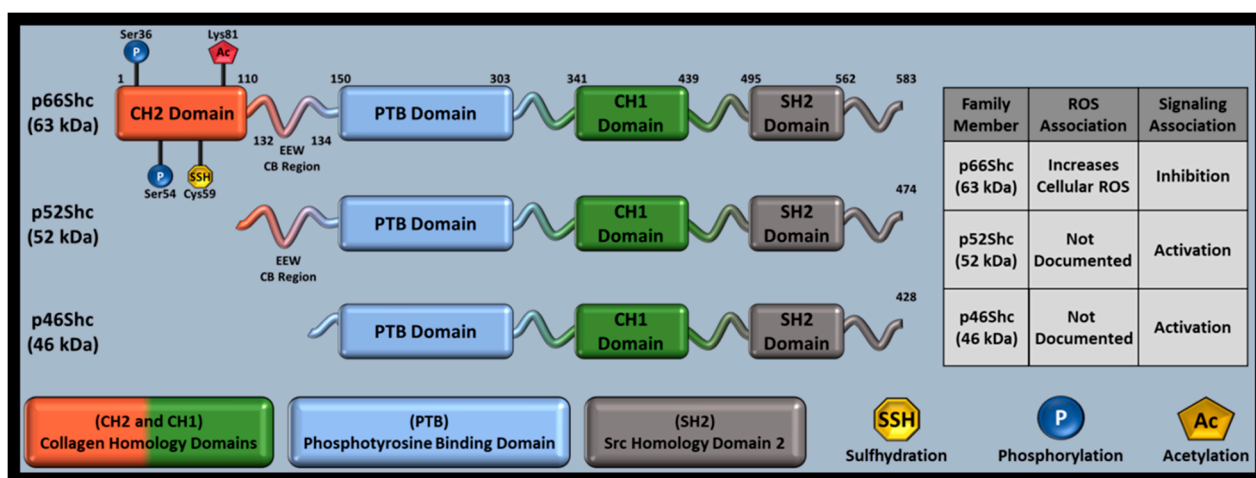 Ser36
Lys81
P
Ac
1
110
150
303
341
439
495
562
583
p66Shc
(63 kDa)
CH2 Domain
PTB Domain
CH1
Domain
SH2
Domain
132
134
EEW
CB Region
P
SSH
Ser54
Cys59
474
p52Shc
(52 kDa)
PTB Domain
CH1
Domain
SH2
Domain
EEW
CB Region
428
p46Shc
(46 kDa)
PTB Domain
CH1
Domain
SH2
Domain
Family
Member
ROS
Association
Signaling
Association
p66Shc
(63 kDa)
Increases
Cellular ROS
Inhibition
p52Shc
(52 kDa)
Not
Documented
Activation
p46Shc
(46 kDa)
Not
Documented
Activation
(CH2 and CH1)
Collagen Homology Domains
(PTB)
Phosphotyrosine Binding Domain
(SH2)
Src Homology Domain 2
SSH
Sulfhydration
P
Phosphorylation
Ac
Acetylation